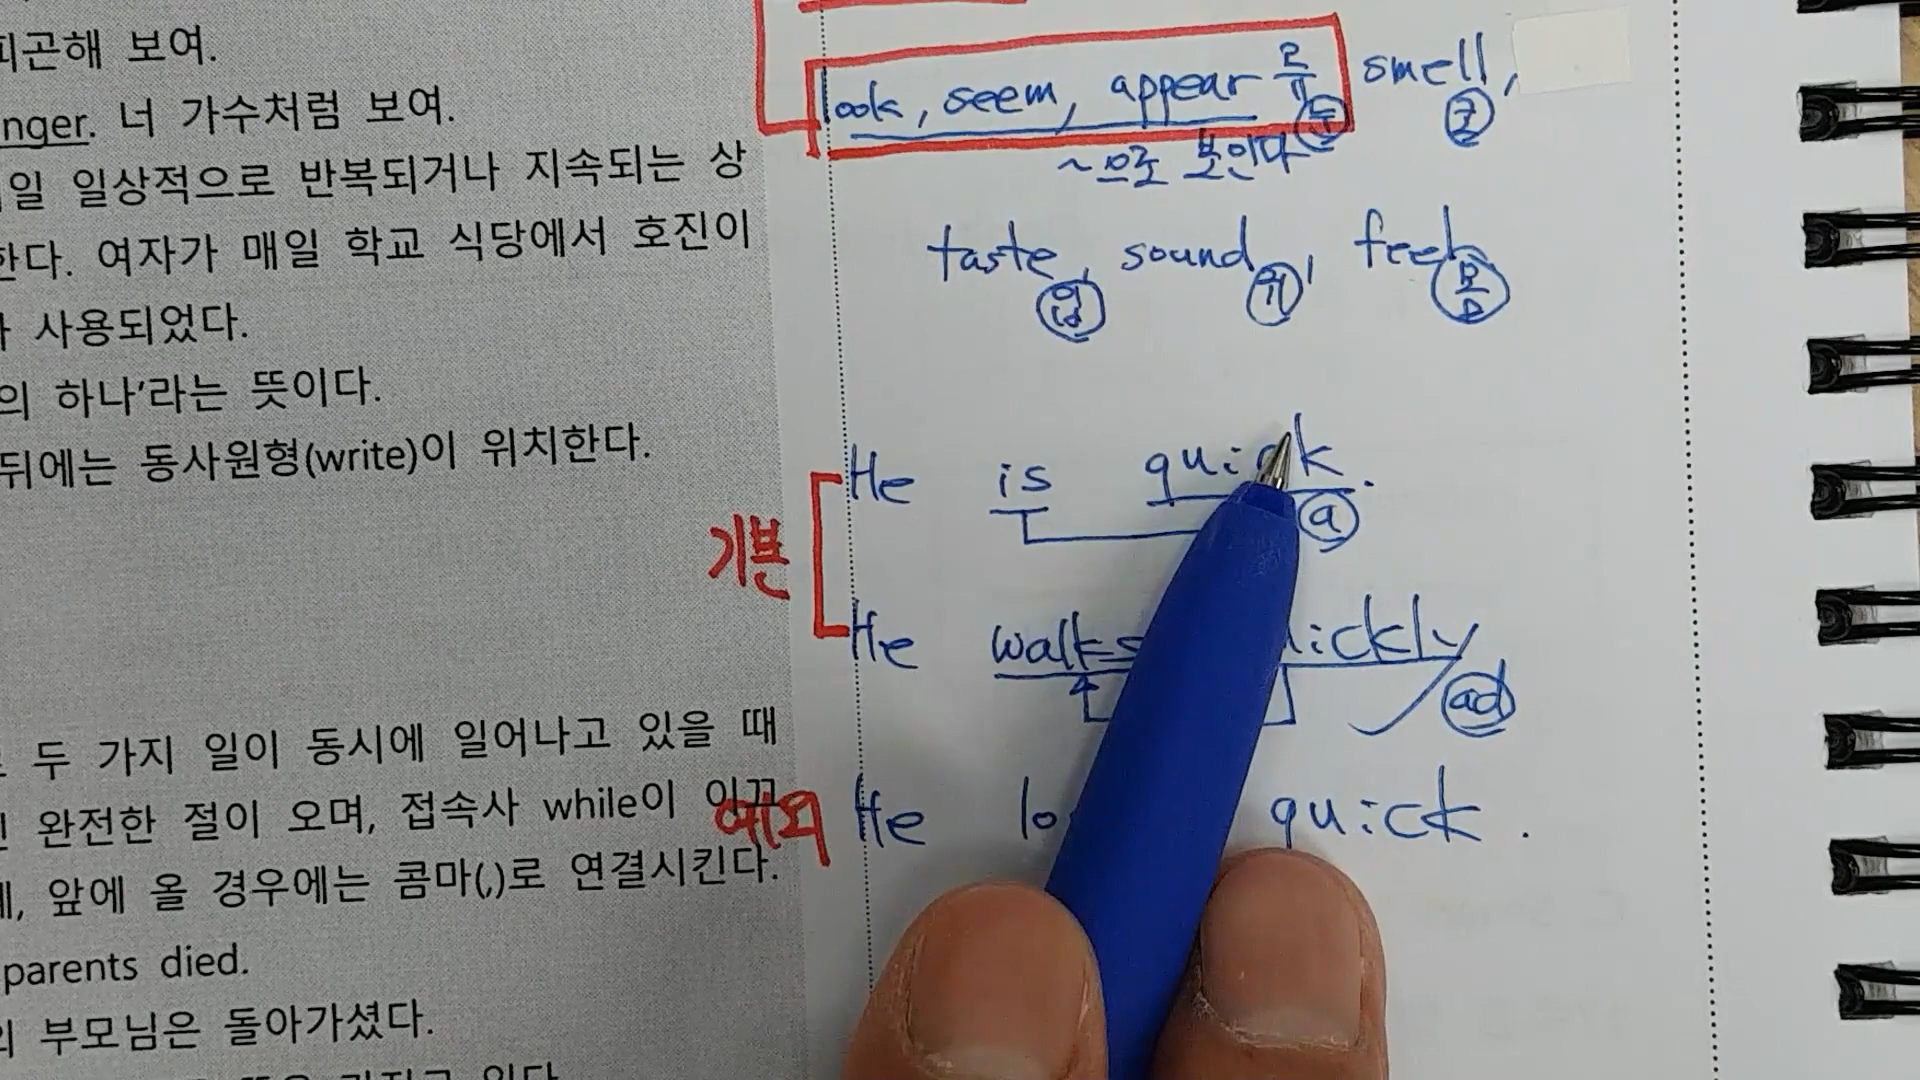 피곤해 보여.
nger. 너 가수처럼 보여.
일 일상적으로 반복되거나 지속되는 상
한다. 여자가 매일 학교 식당에서 호진이
사용되었다.
의 하나’라는 뜻이다.
뒤에는 동사원형(write)이 위치한다.
두 가지 일이 동시에 일어나고 있을 때
완전한 절이 오며, 접속사 while이 이끄
앞에 올 경우에는 콤마(,)로 연결시킨다.
parents died.
부모님은 돌아가셨다.
look, seem, appear 류 smell,
~으로 보인다
taste, sound, feel
He is quick.
a
기본
He walks
ad
예외 He quick.